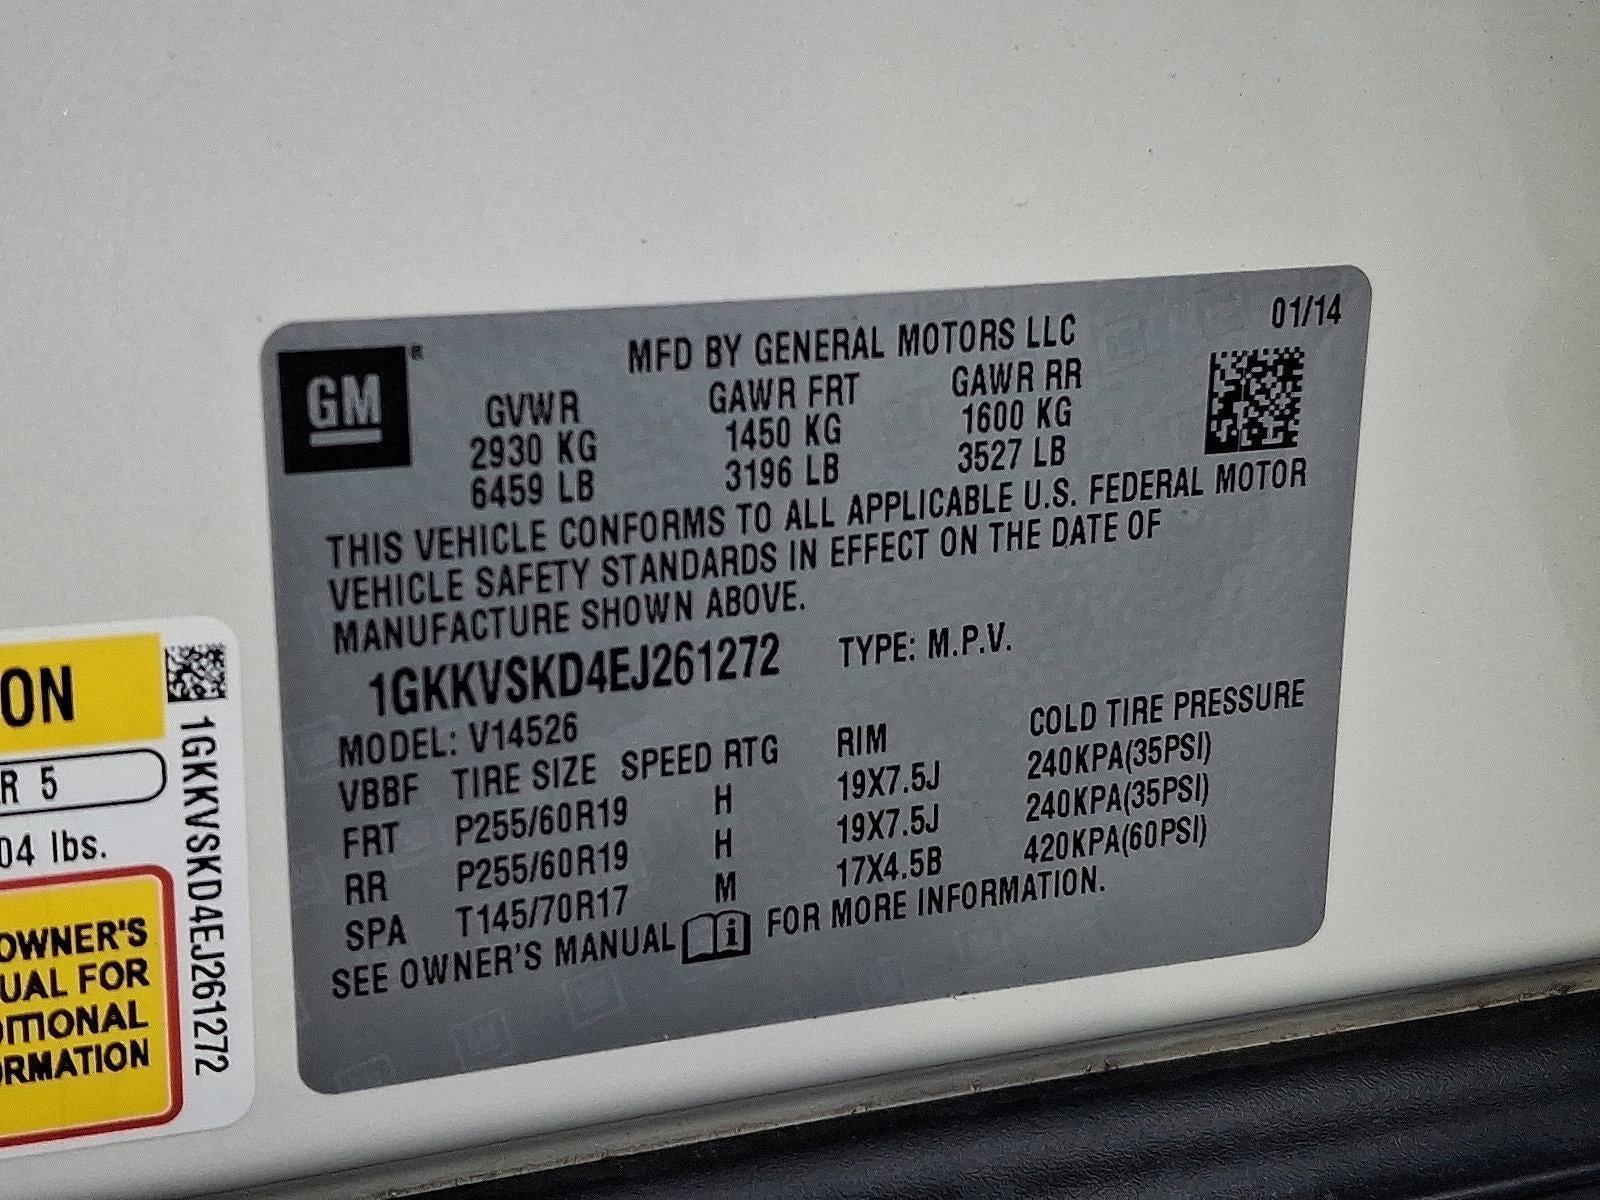 GM
MFD BY GENERAL MOTORS LLC 01/14
GVWR GAWR FRT GAWR RR
2930 KG 1450 KG 1600 KG
6459 LB 3196 LB 3527 LB
THIS VEHICLE CONFORMS TO ALL APPLICABLE U.S. FEDERAL MOTOR
VEHICLE SAFETY STANDARDS IN EFFECT ON THE DATE OF
MANUFACTURE SHOWN ABOVE.
1GKKVSKD4EJ261272 TYPE: M.P.V.
MODEL: V14526
VBBF TIRE SIZE SPEED RTG RIM COLD TIRE PRESSURE
FRT P255/60R19 H 19X7.5J 240KPA(35PSI)
RR P255/60R19 H 19X7.5J 240KPA(35PSI)
SPA T145/70R17 M 17X4.5B 420KPA(60PSI)
SEE OWNER'S MANUAL i FOR MORE INFORMATION.
ON
R 5
04 lbs.
OWNER'S
UAL FOR
DITIONAL
ORMATION
1GKKVSKD4EJ261272